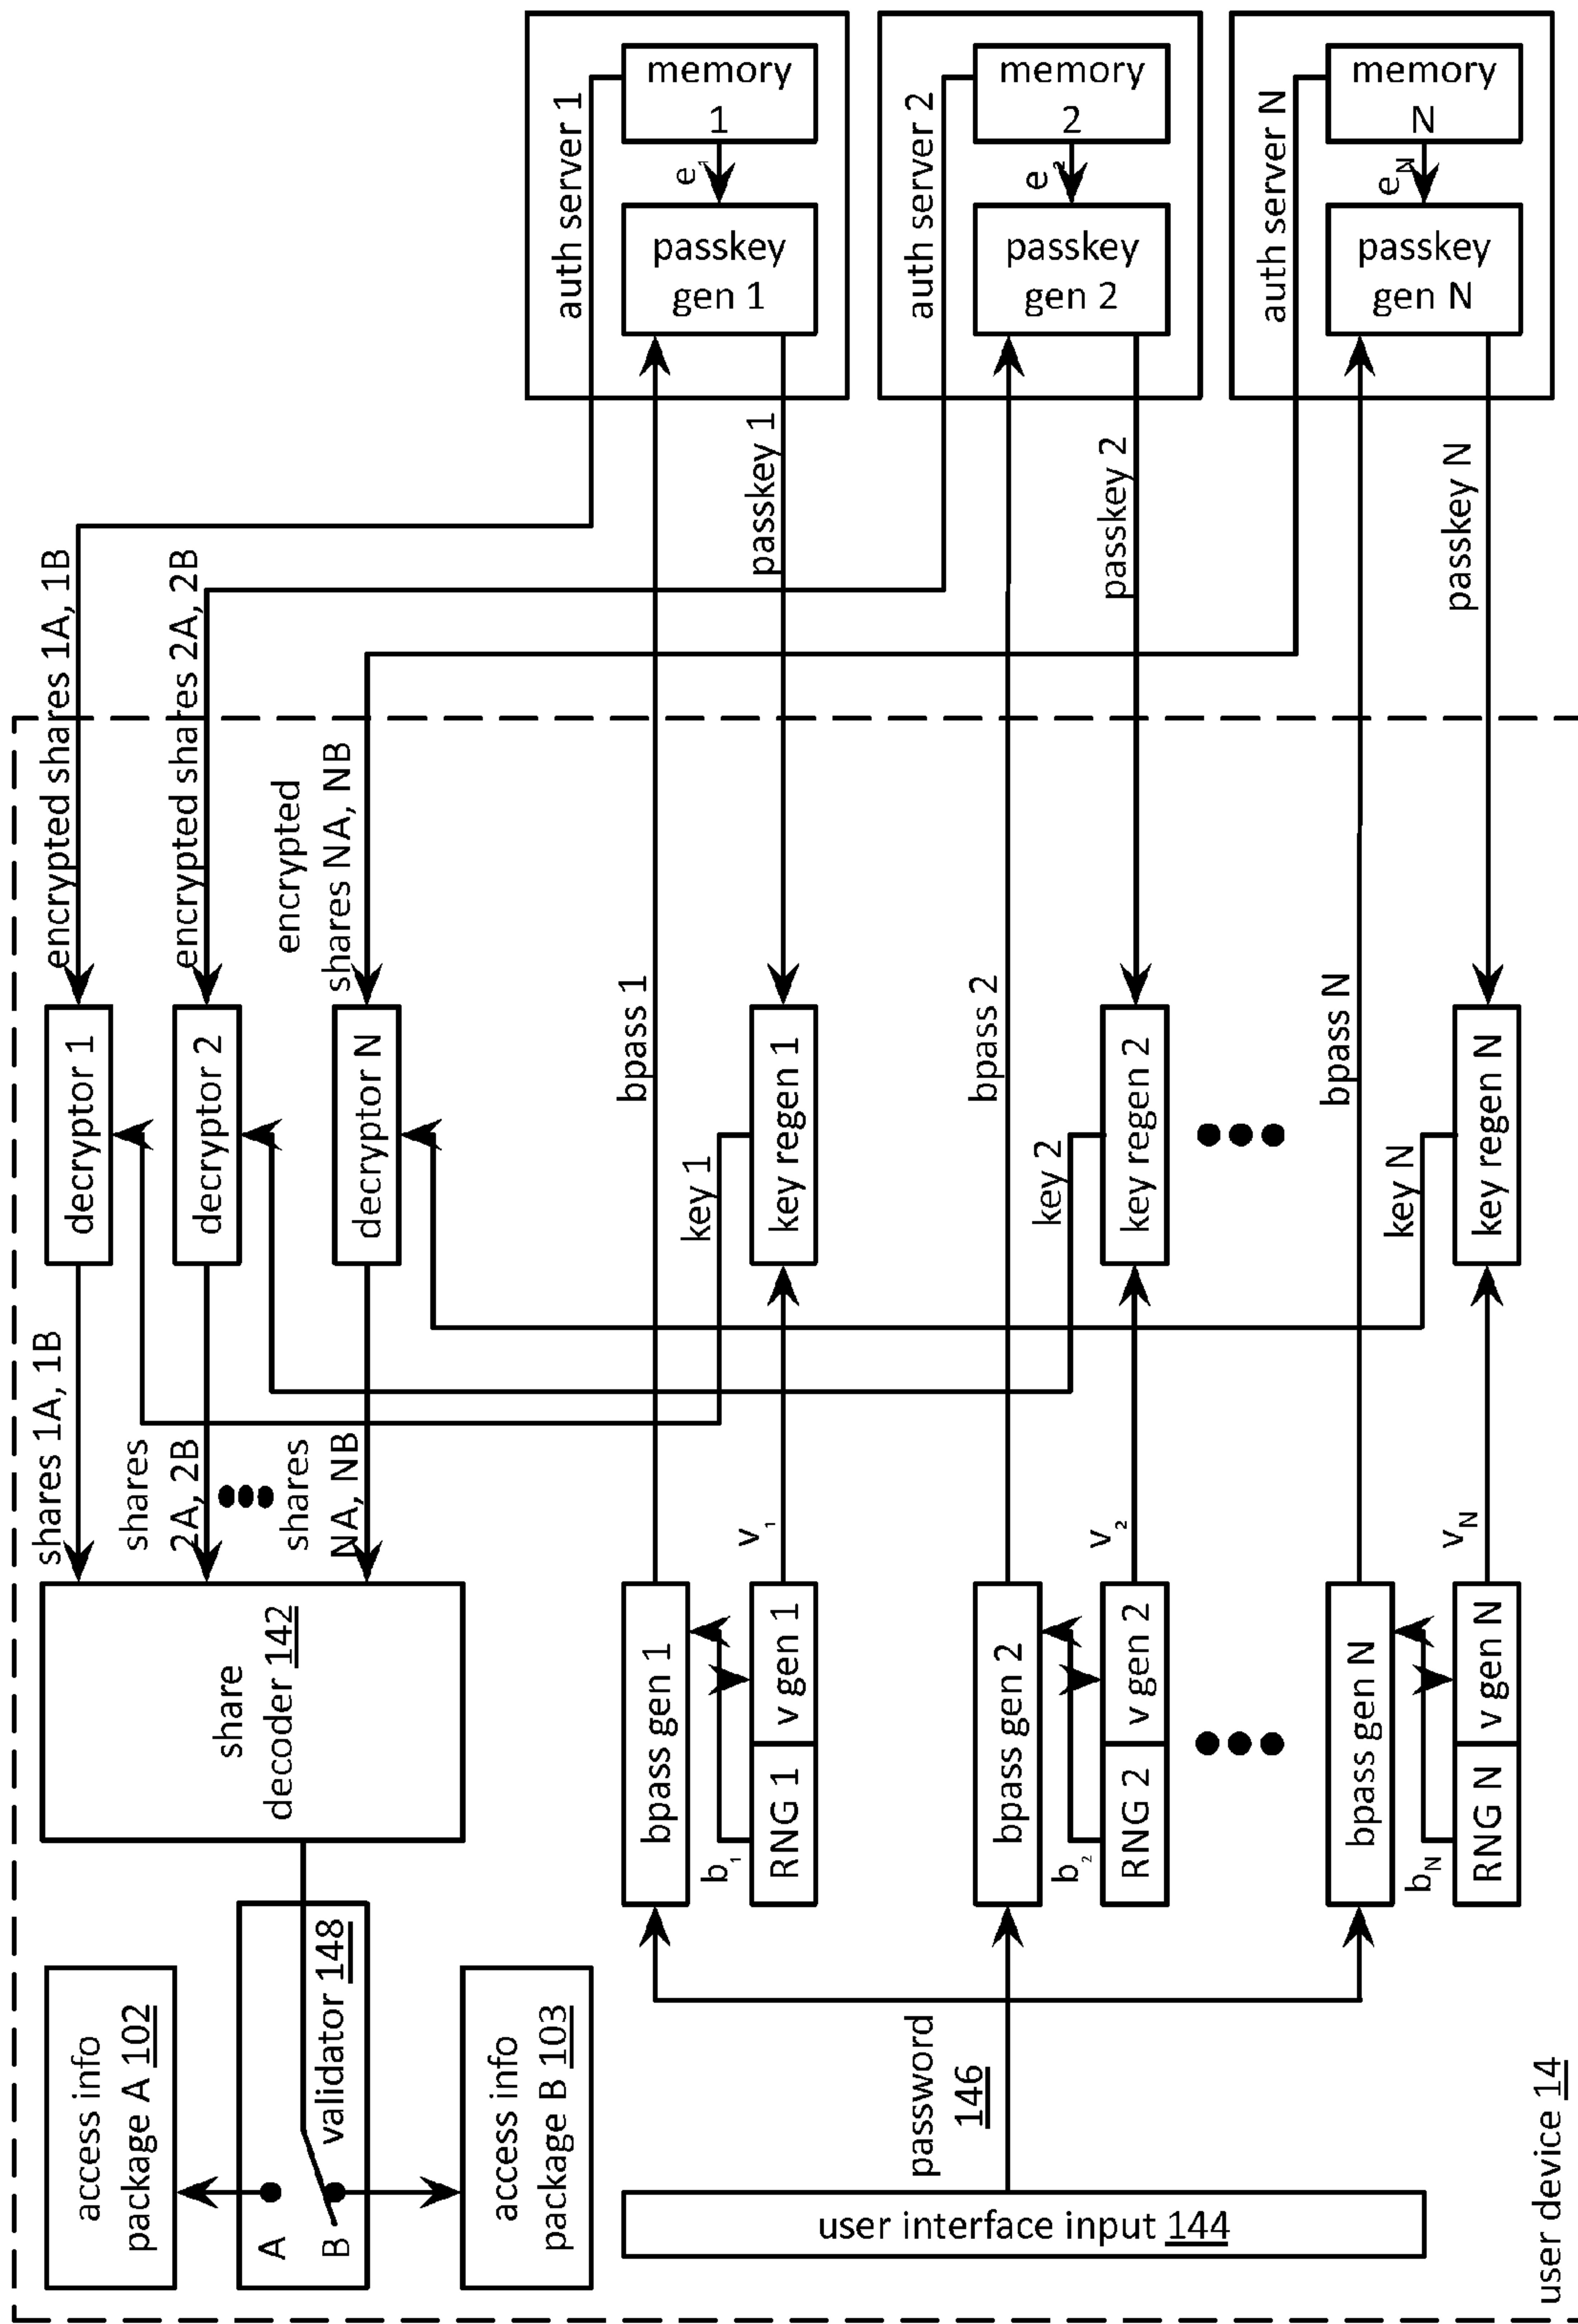 access info
package A 102
A
B
validator 148
access info
package B 103
share
decoder 142
shares 1A, 1B
shares
2A, 2B
shares
NA, NB
decryptor 1
decryptor 2
decryptor N
encrypted shares 1A, 1B
encrypted shares 2A, 2B
encrypted
shares NA, NB
user interface input 144
password
146
bpass gen 1
b1
RNG 1
v gen 1
v1
bpass 1
key 1
key regen 1
passkey 1
auth server 1
passkey
gen 1
e1
memory
1
bpass gen 2
b2
RNG 2
v gen 2
v2
bpass 2
key 2
key regen 2
passkey 2
auth server 2
passkey
gen 2
e2
memory
2
bpass gen N
bN
RNG N
v gen N
vN
bpass N
key N
key regen N
passkey N
auth server N
passkey
gen N
eN
memory
N
user device 14